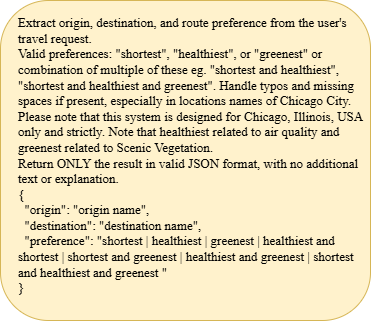 Extract origin, destination, and route preference from the user's
travel request.
Valid preferences: "shortest", "healthiest", or "greenest" or
combination of multiple of these eg. "shortest and healthiest",
"shortest and healthiest and greenest". Handle typos and missing
spaces if present, especially in locations names of Chicago City.
Please note that this system is designed for Chicago, Illinois, USA
only and strictly. Note that healthiest related to air quality and
greenest related to Scenic Vegetation.
Return ONLY the result in valid JSON format, with no additional
text or explanation.
{
"origin": "origin name",
"destination": "destination name",
"preference": "shortest | healthiest | greenest | healthiest and
shortest | shortest and greenest | healthiest and greenest | shortest
and healthiest and greenest "
}